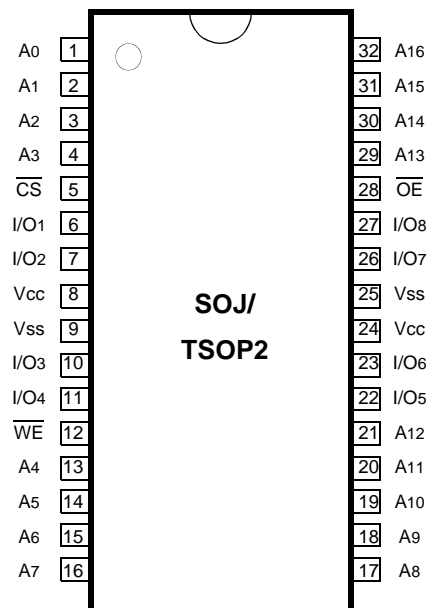 A0 1 32 A16
A1 2 31 A15
A2 3 30 A14
A3 4 29 A13
C̅S̅ 5 28 O̅E̅
I/O1 6 27 I/O8
I/O2 7 26 I/O7
Vcc 8 25 Vss
SOJ/
Vss 9 24 Vcc
TSOP2
I/O3 10 23 I/O6
I/O4 11 22 I/O5
W̅E̅ 12 21 A12
A4 13 20 A11
A5 14 19 A10
A6 15 18 A9
A7 16 17 A8